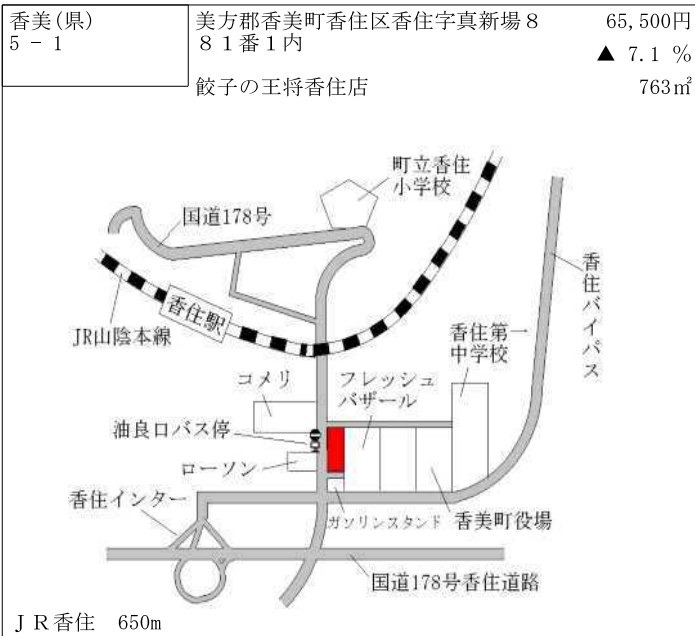 香美(県)
5－1
美方郡香美町香住区香住字真新場８
８１番１内
餃子の王将香住店
65,500円
▲ 7.1 %
763㎡
町立香住
小学校
国道178号
香住バイパス
香住駅
JR山陰本線
香住第一
中学校
コメリ
フレッシュ
バザール
油良口バス停
ローソン
香住インター
ガソリンスタンド
香美町役場
国道178号香住道路
ＪＲ香住　650m